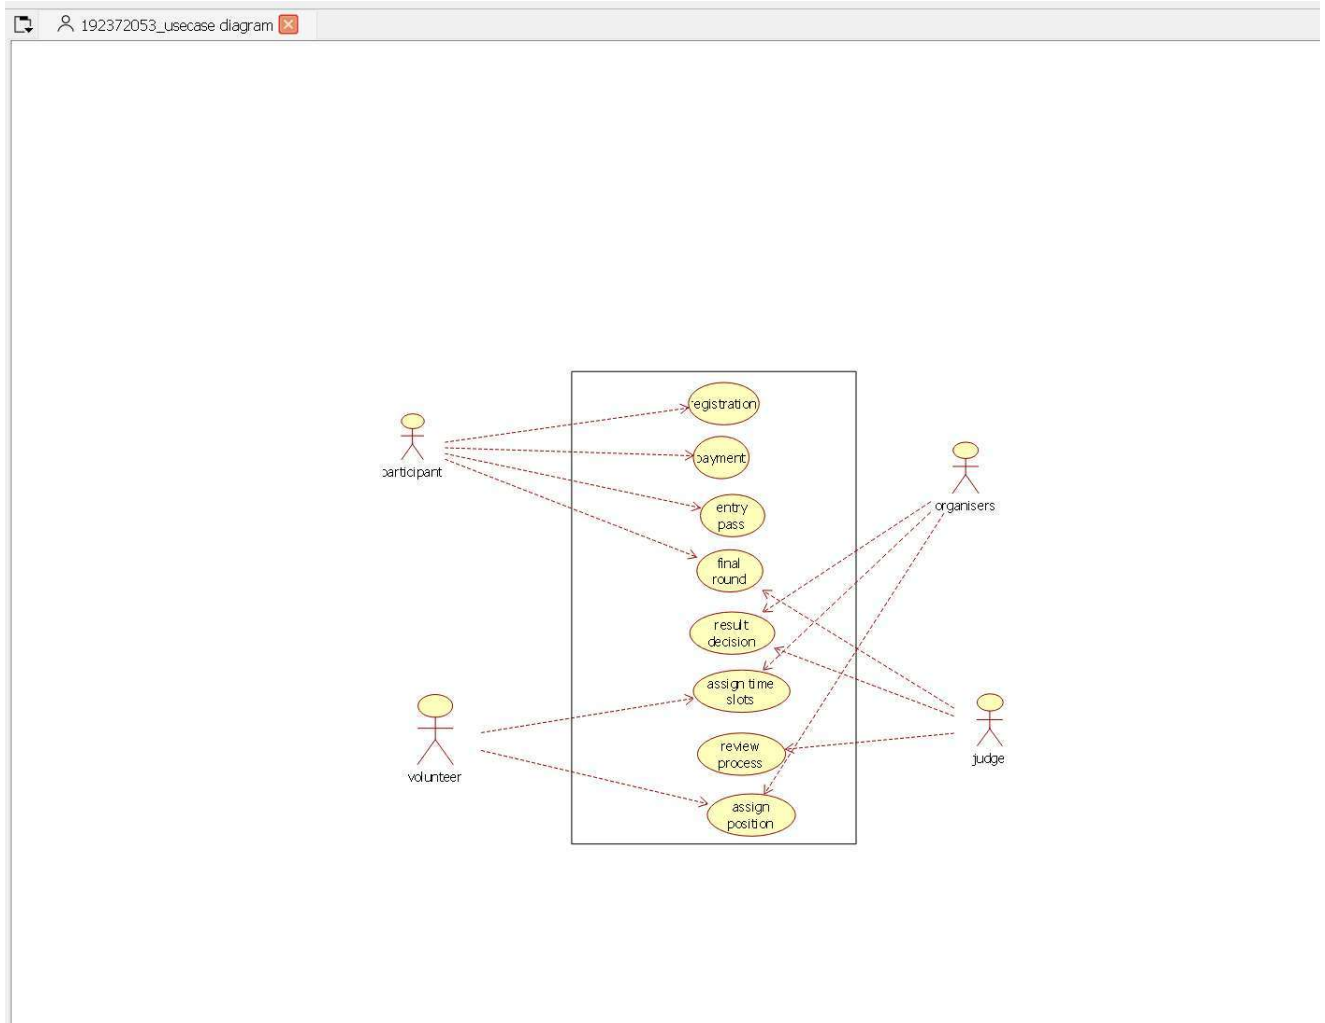 192372053_usecase diagram
egistration
participant
payment
entry
pass
organisers
final
round
result
decision
assign time
slots
volunteer
review
process
judge
assign
position